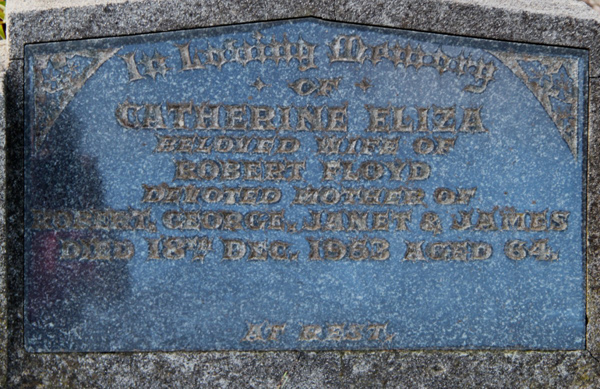 In Loving Memory
OF
CATHERINE ELIZA
BELOVED WIFE OF
ROBERT FLOYD
DEVOTED MOTHER OF
ROBERT, GEORGE, JANET & JAMES
DIED 18TH DEC. 1953 AGED 64.
AT REST.